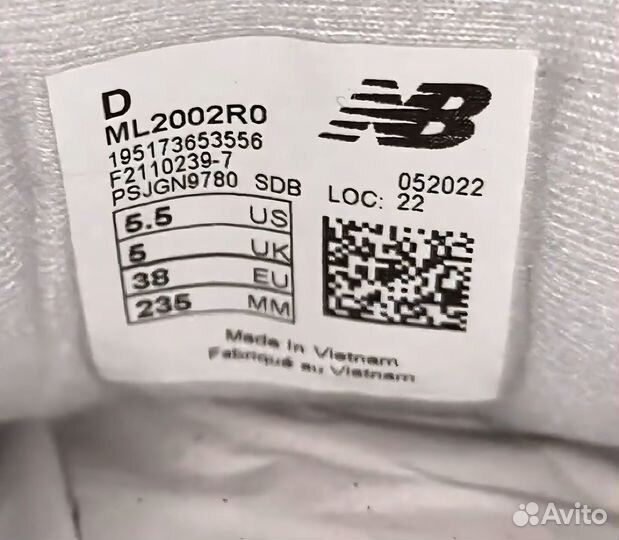 D
ML2002R0
195173653556
F2110239-7
PSJGN9780 SDB
5.5 US
5 UK
38 EU
235 MM
NB
052022
LOC: 22
Made in Vietnam
Fabriqué au Vietnam
Avito